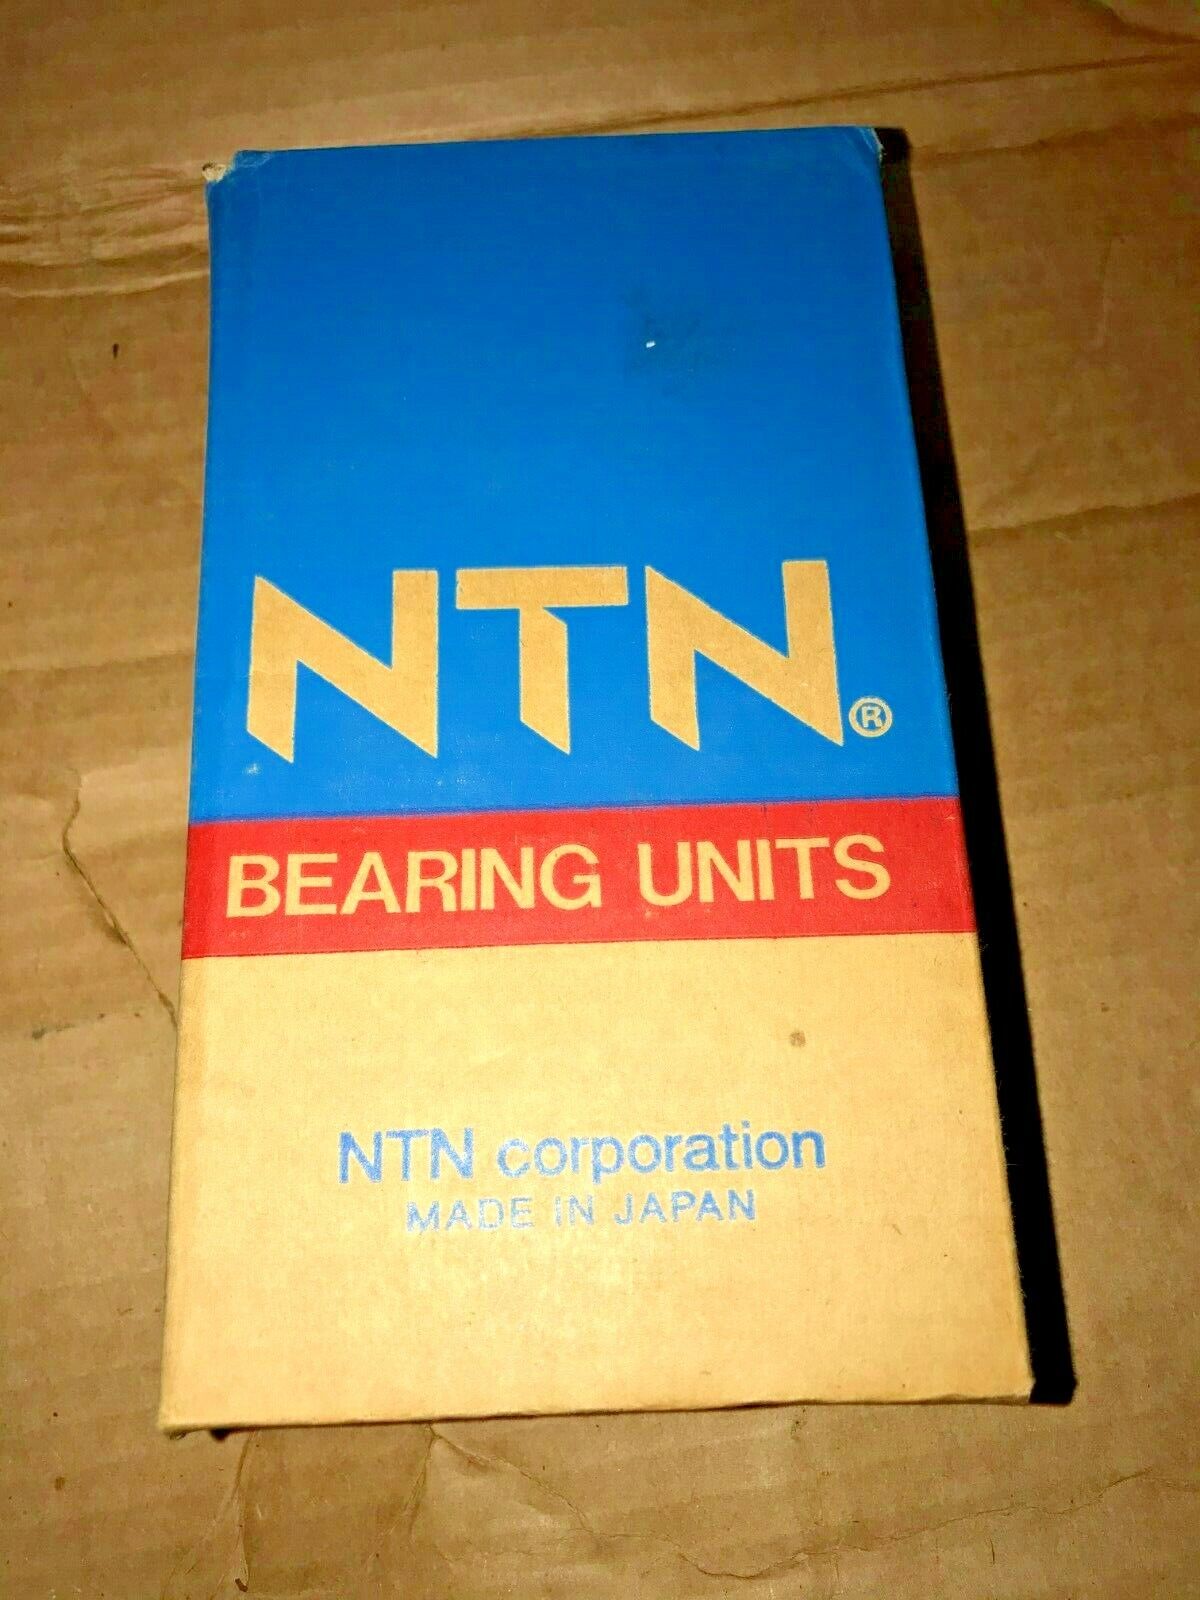 NTN®
BEARING UNITS
NTN corporation
MADE IN JAPAN